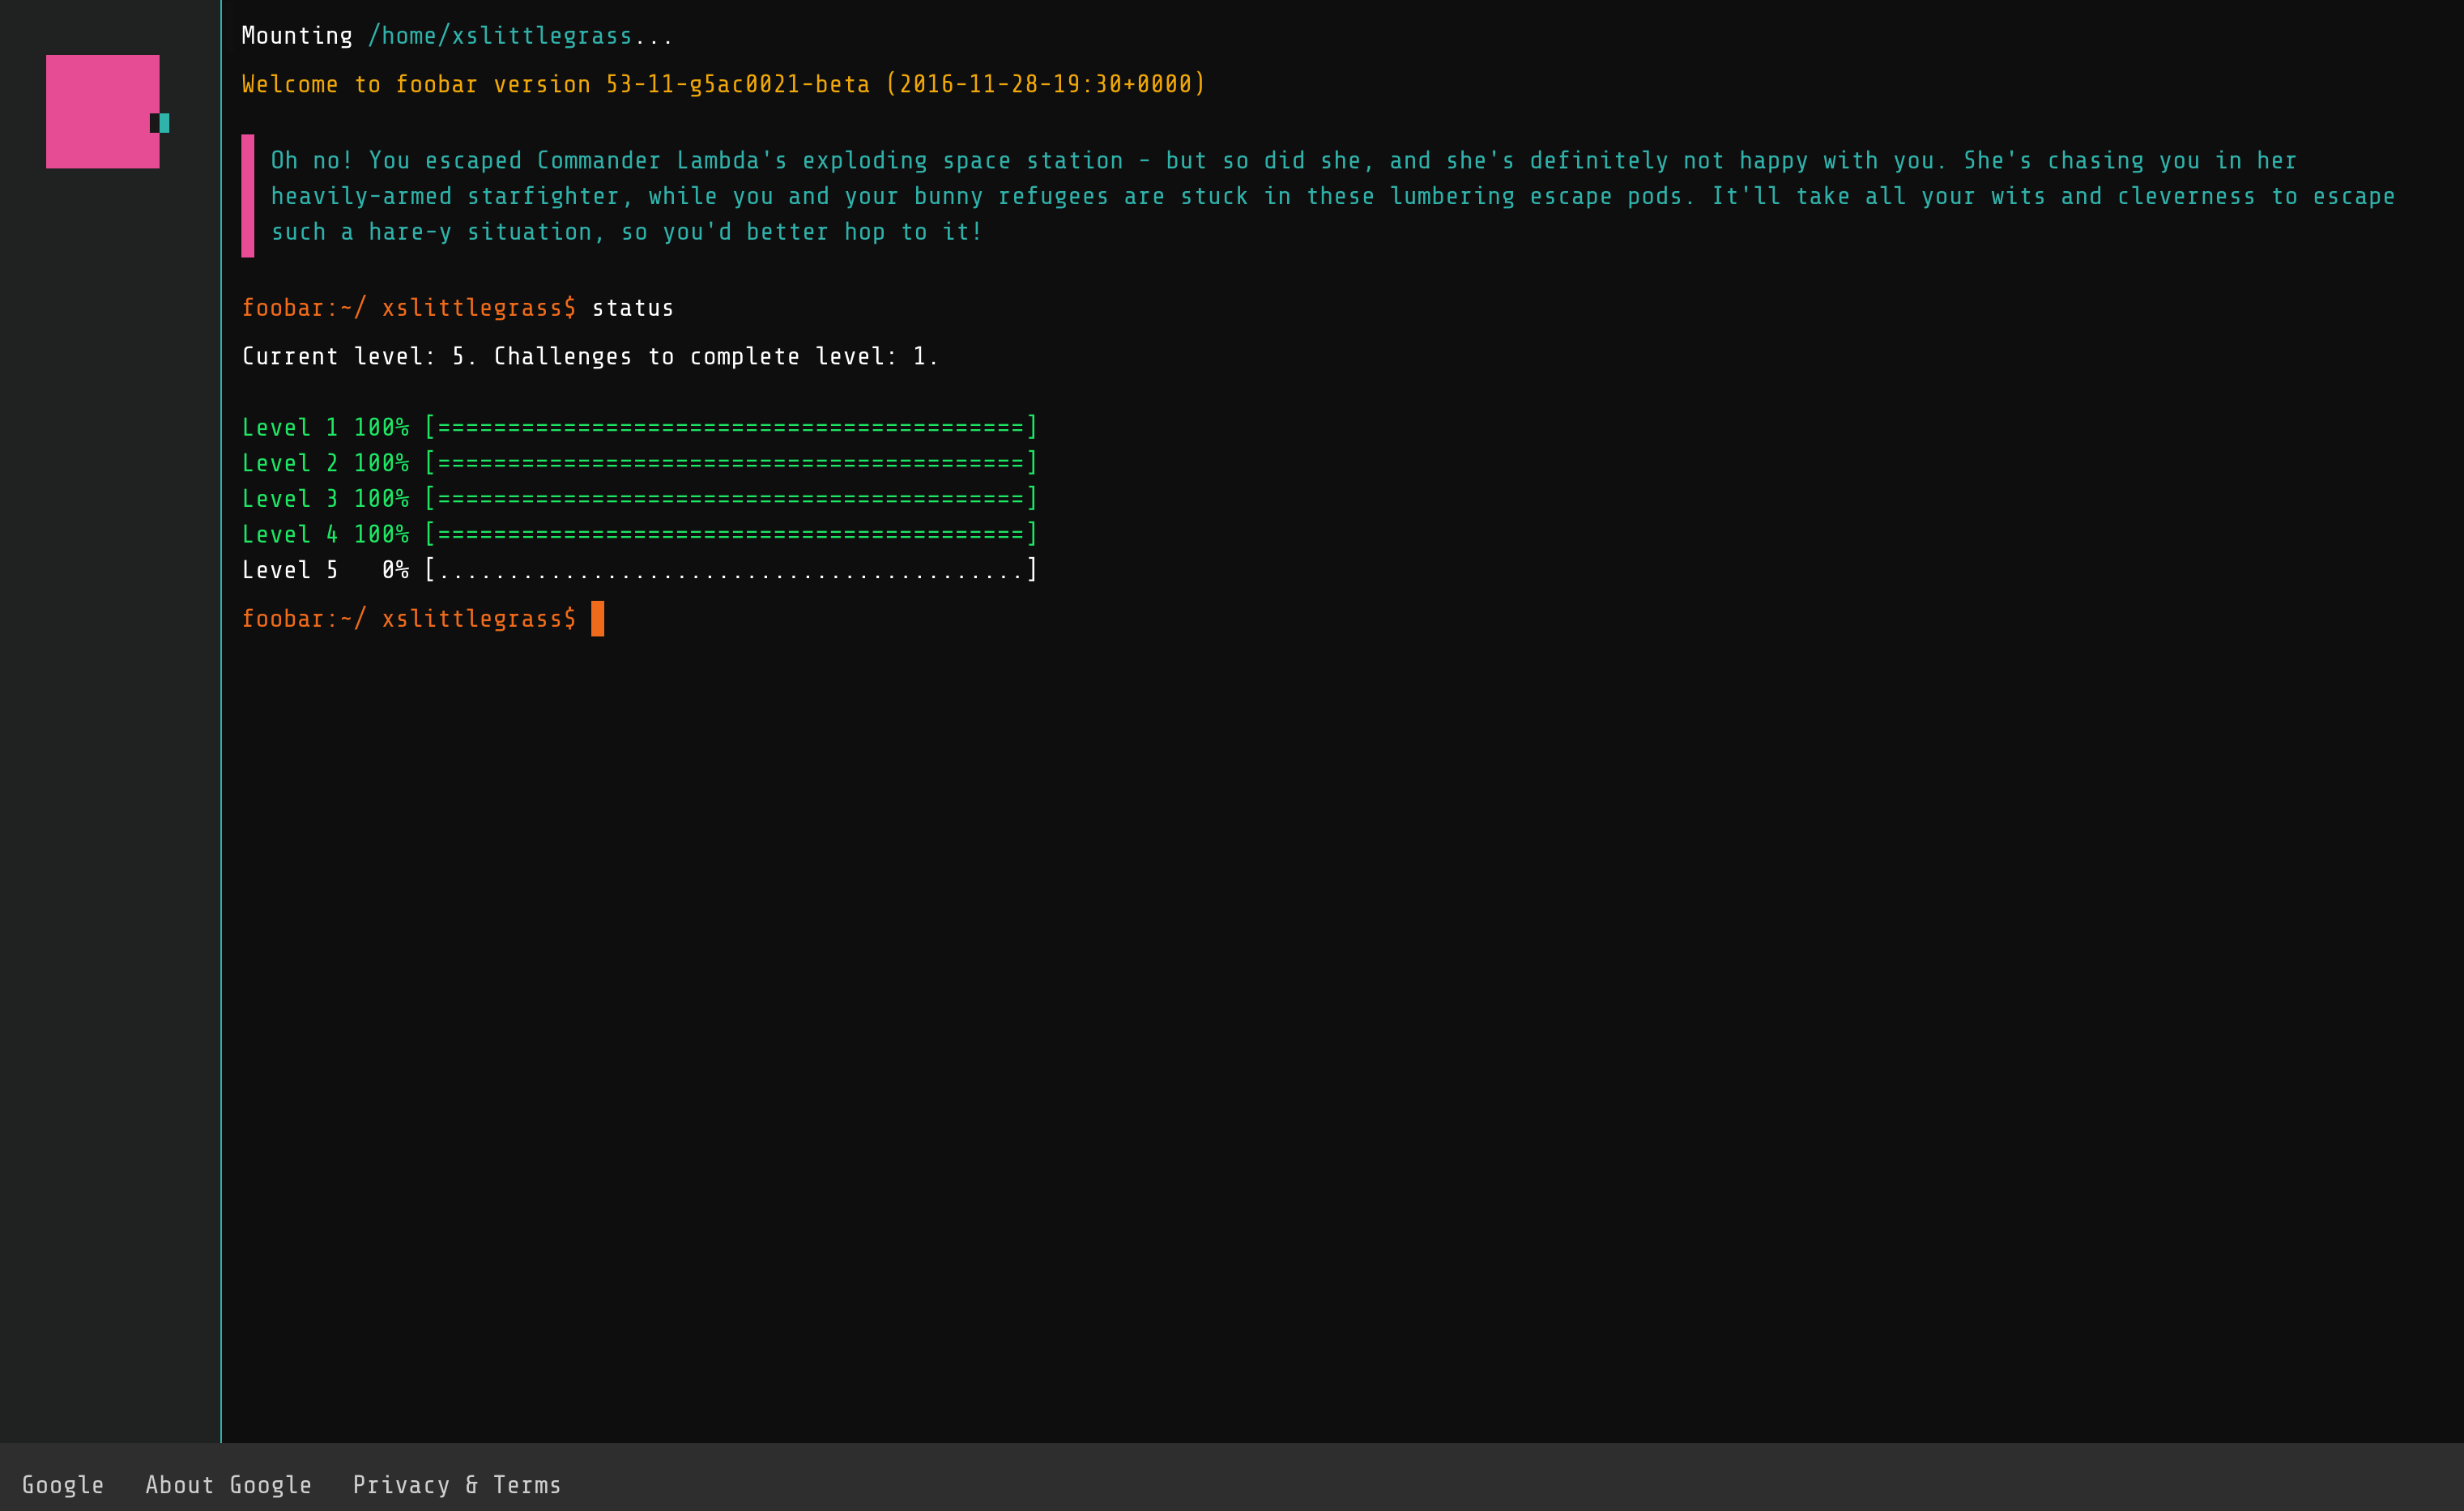 Mounting /home/xslittlegrass...
Welcome to foobar version 53-11-g5ac0021-beta (2016-11-28-19:30+0000)
Oh no! You escaped Commander Lambda's exploding space station - but so did she, and she's definitely not happy with you. She's chasing you in her
heavily-armed starfighter, while you and your bunny refugees are stuck in these lumbering escape pods. It'll take all your wits and cleverness to escape
such a hare-y situation, so you'd better hop to it!
foobar:~/ xslittlegrass$ status
Current level: 5. Challenges to complete level: 1.
Level 1 100% [==========================================]
Level 2 100% [==========================================]
Level 3 100% [==========================================]
Level 4 100% [==========================================]
Level 5   0% [..........................................]
foobar:~/ xslittlegrass$
Google   About Google   Privacy & Terms